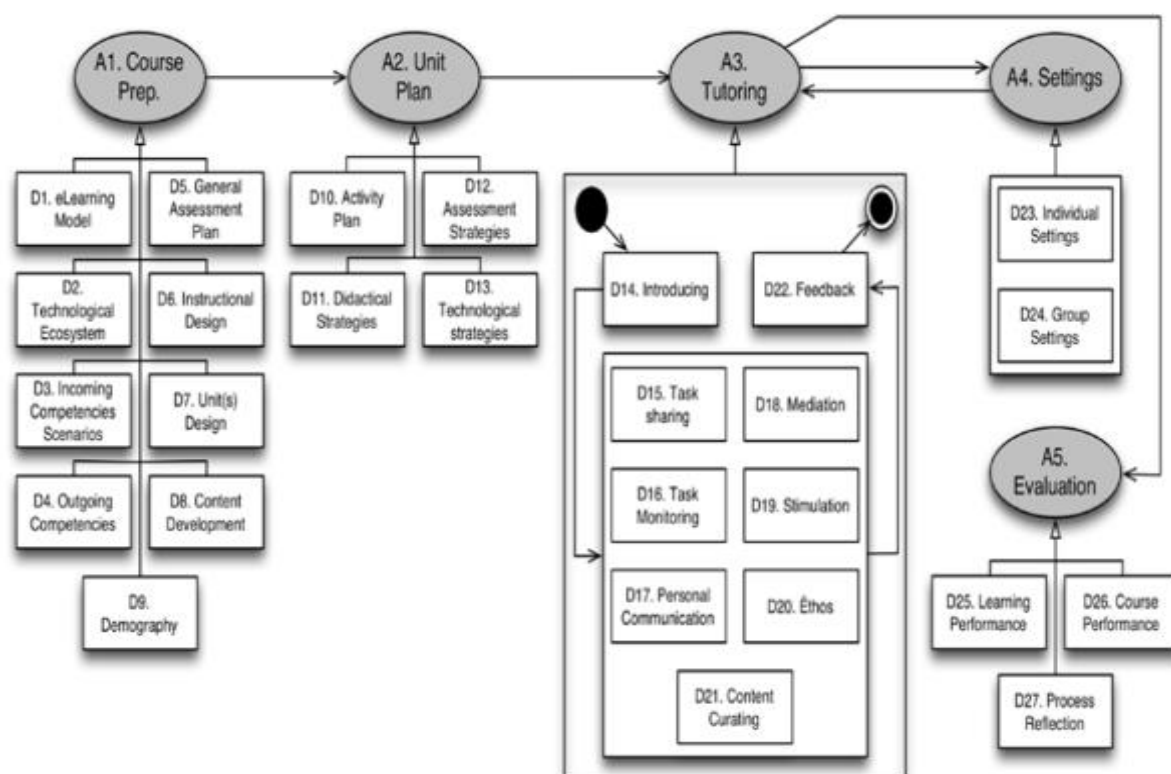 A1. Course
Prep.
A2. Unit
Plan
A3.
Tutoring
A4. Settings
D1. eLearning
Model
D5. General
Assessment
Plan
D2.
Technological
Ecosystem
D6. Instructional
Design
D3. Incoming
Competencies
Scenarios
D7. Unit(s)
Design
D4. Outgoing
Competencies
D8. Content
Development
D9.
Demography
D10. Activity
Plan
D12.
Assessment
Strategies
D11. Didactical
Strategies
D13.
Technological
strategies
D14. Introducing
D22. Feedback
D15. Task
sharing
D18. Mediation
D16. Task
Monitoring
D19. Stimulation
D17. Personal
Communication
D20. Êthos
D21. Content
Curating
D23. Individual
Settings
D24. Group
Settings
A5.
Evaluation
D25. Learning
Performance
D26. Course
Performance
D27. Process
Reflection